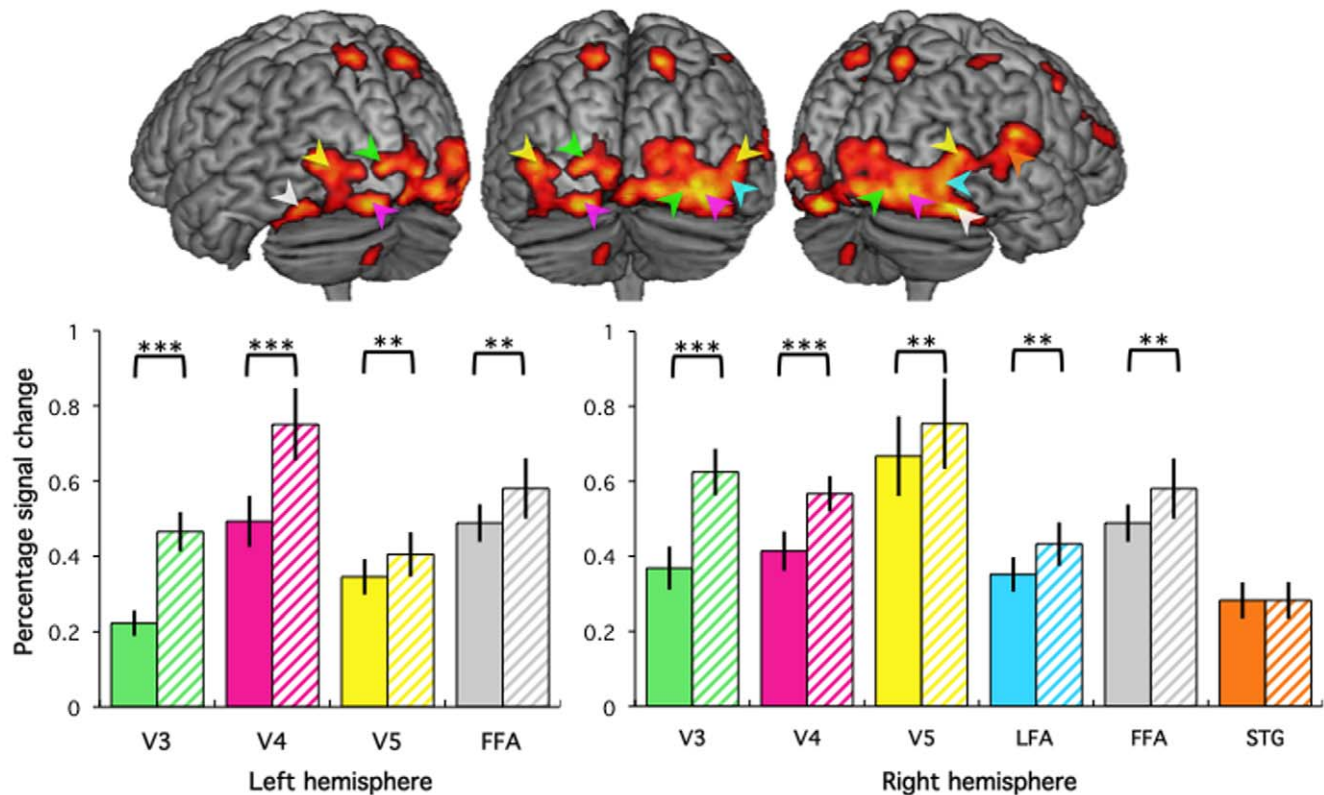 *** *** ** **
*** *** ** ** **
Percentage signal change
1
0.8
0.6
0.4
0.2
0
1
0.8
0.6
0.4
0.2
0
V3 V4 V5 FFA
V3 V4 V5 LFA FFA STG
Left hemisphere
Right hemisphere